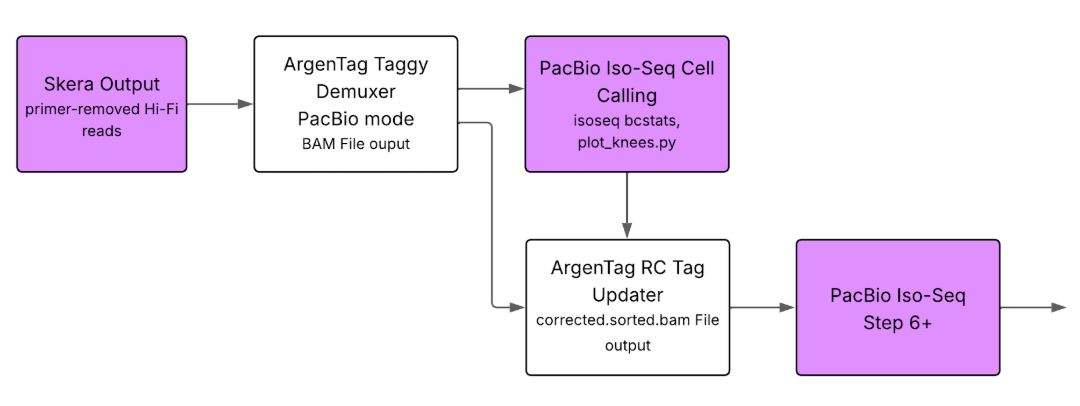 Skera Output
primer-removed Hi-Fi
reads
ArgenTag Taggy
Demuxer
PacBio mode
BAM File ouput
PacBio Iso-Seq Cell
Calling
isoseq bcstats,
plot_knees.py
ArgenTag RC Tag
Updater
corrected.sorted.bam File
output
PacBio Iso-Seq
Step 6+